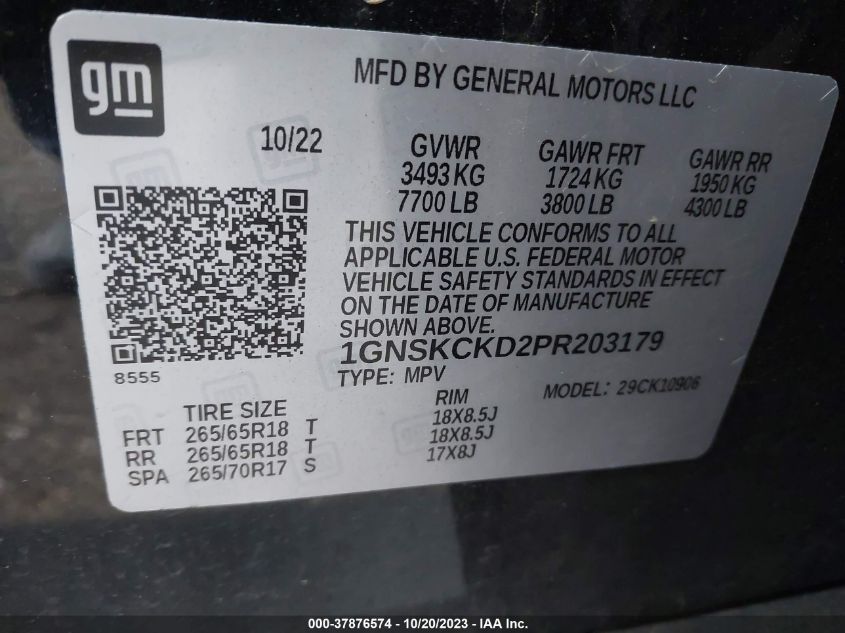 gm
MFD BY GENERAL MOTORS LLC
10/22 GVWR GAWR FRT GAWR RR
3493 KG 1724 KG 1950 KG
7700 LB 3800 LB 4300 LB
THIS VEHICLE CONFORMS TO ALL
APPLICABLE U.S. FEDERAL MOTOR
VEHICLE SAFETY STANDARDS IN EFFECT
ON THE DATE OF MANUFACTURE
SHOWN ABOVE.
1GNSKCKD2PR203179
8555
TYPE: MPV MODEL: 29CK10906
TIRE SIZE RIM
FRT 265/65R18 T 18X8.5J
RR 265/65R18 T 18X8.5J
SPA 265/70R17 S 17X8J
000-37876574 - 10/20/2023 - IAA Inc.